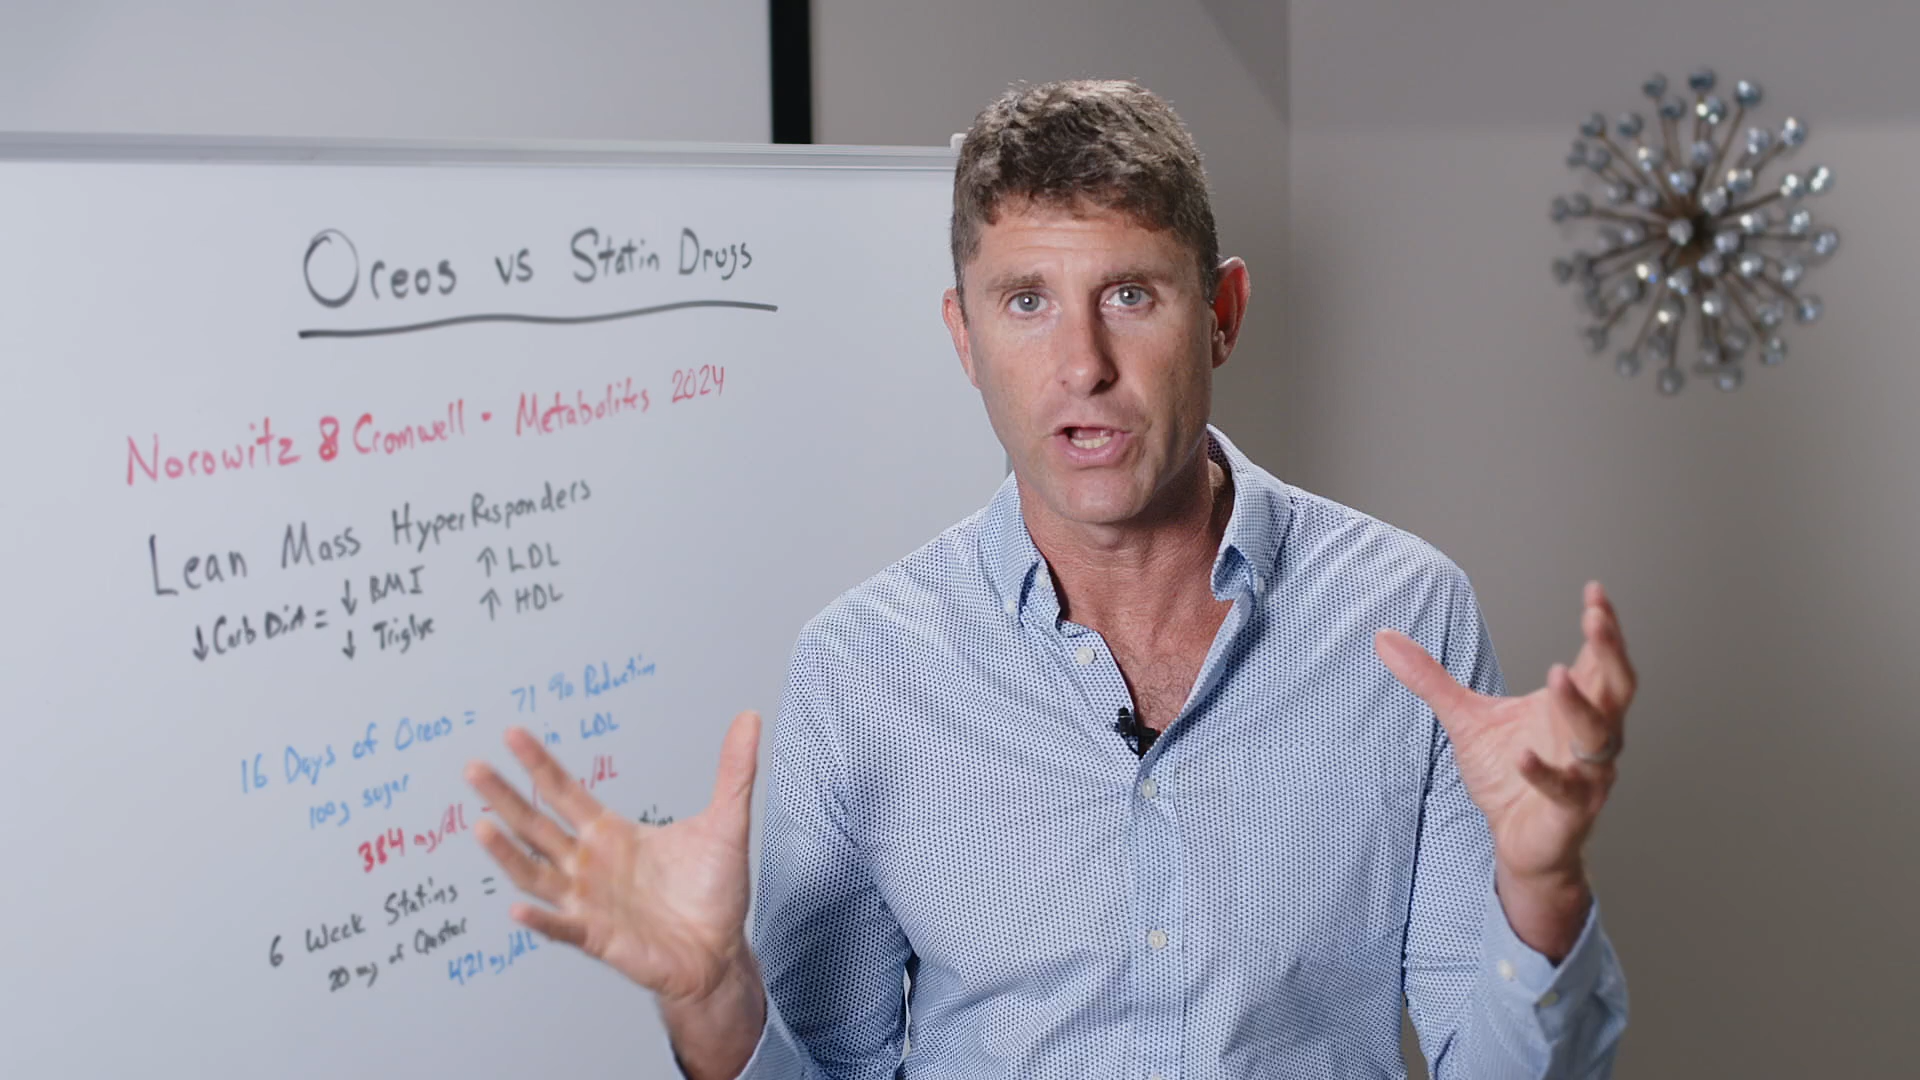 Oreos vs Statin Drugs
Norowitz & Cromwell • Metabolites 2024
Lean Mass HyperResponders
↓ Carb Diet = ↓ BMI ↑ LDL
↓ Triglyc ↑ HDL
16 Days of Oreos = 71% Reduction
in LDL
100g sugar
384 mg/dL - /dL
6 Week Statins =
20 mg of
421 mg/dL